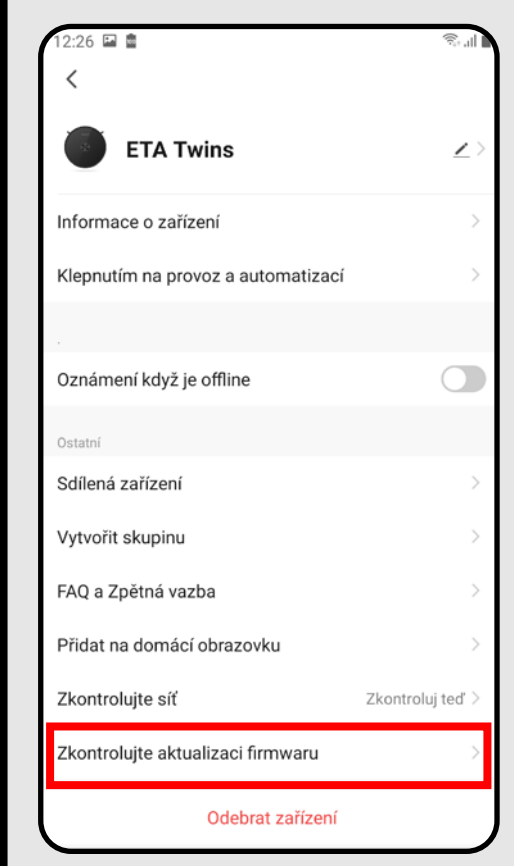 12:26
ETA Twins
Informace o zařízení
Klepnutím na provoz a automatizací
Oznámení když je offline
Ostatní
Sdílená zařízení
Vytvořit skupinu
FAQ a Zpětná vazba
Přidat na domácí obrazovku
Zkontrolujte síť Zkontroluj teď
Zkontrolujte aktualizaci firmwaru
Odebrat zařízení